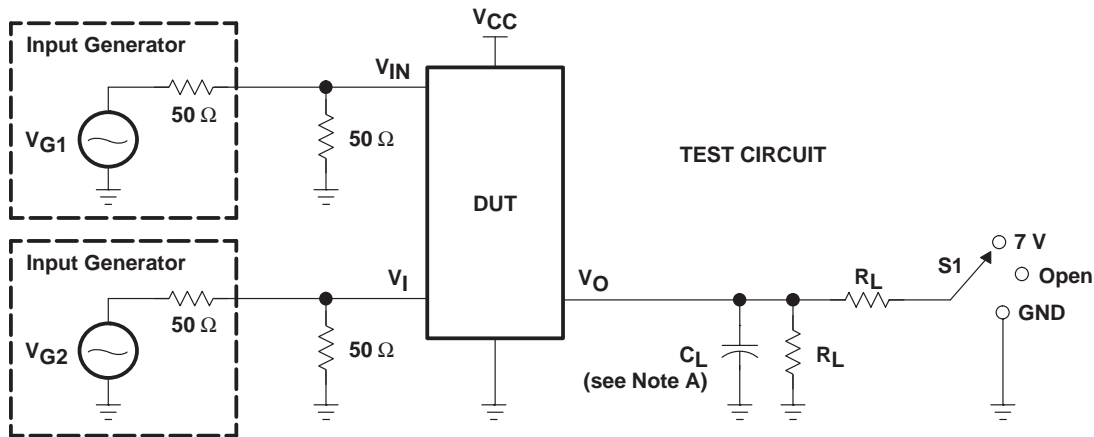 Input Generator
50 Ω
VG1
VIN
50 Ω
VCC
DUT
TEST CIRCUIT
Input Generator
50 Ω
VG2
VI
50 Ω
VO
CL
(see Note A)
RL
RL
S1
7 V
Open
GND